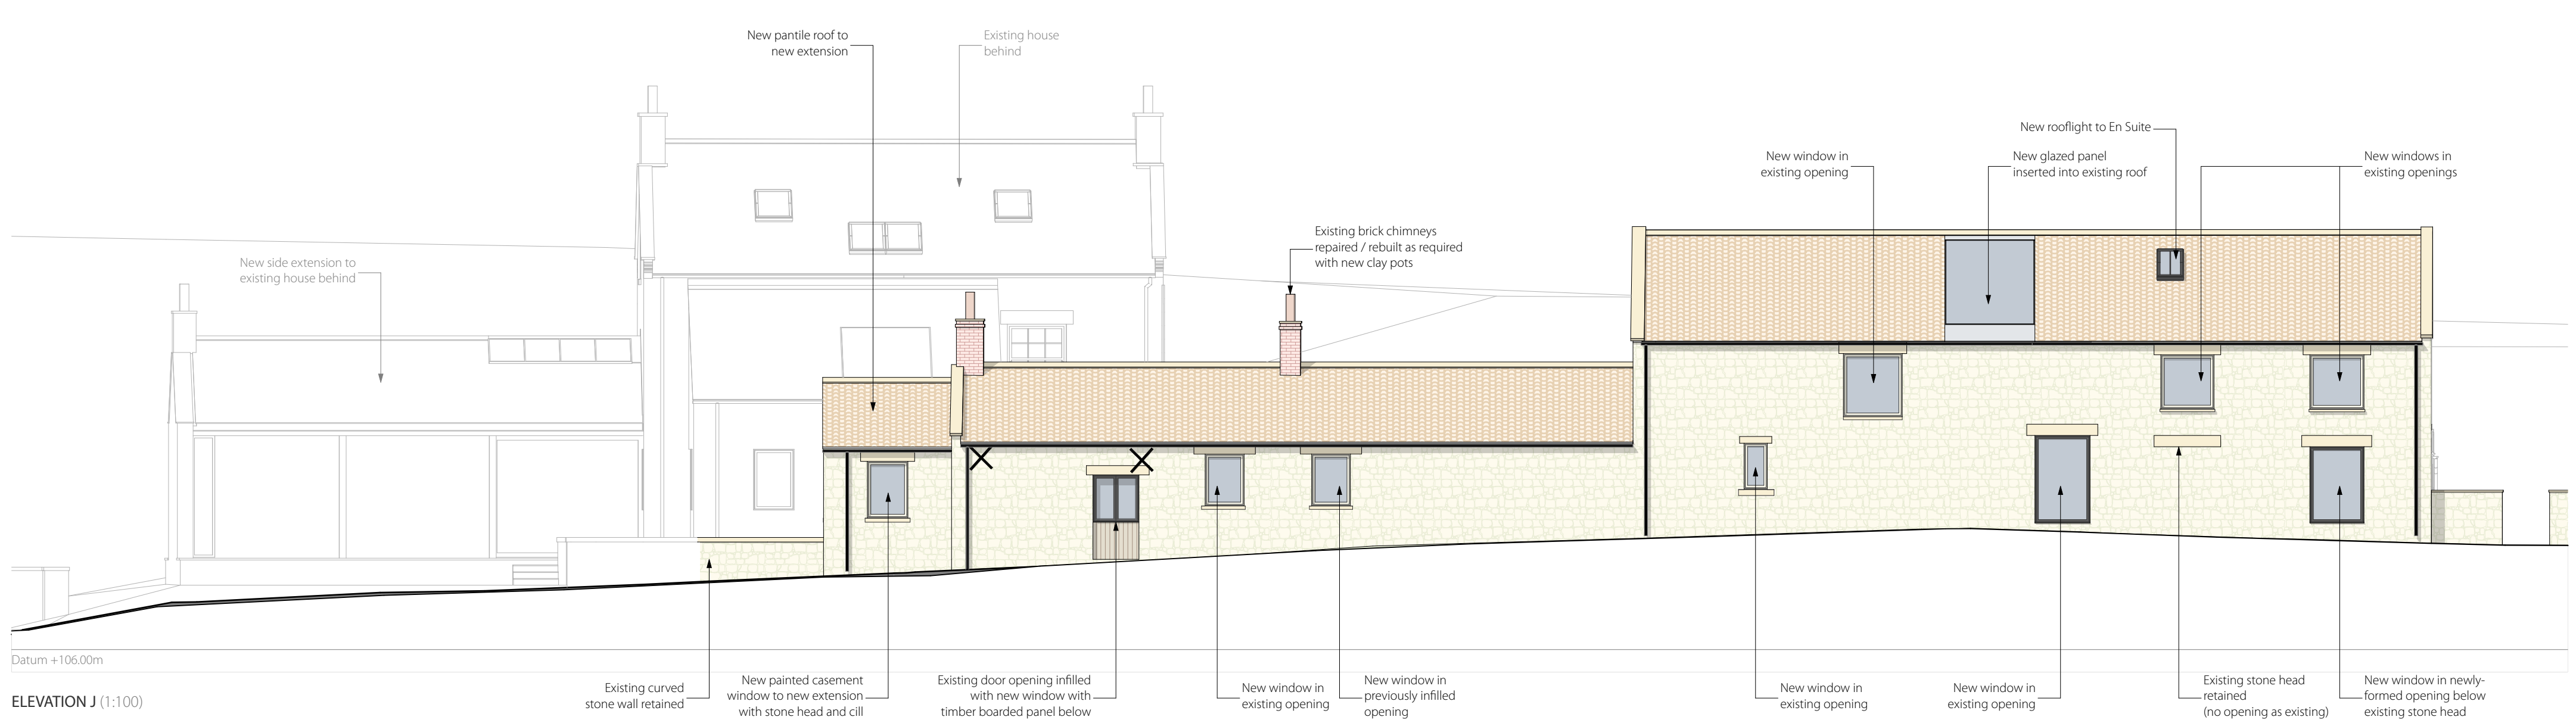 New pantile roof to
new extension
Existing house
behind
New rooflight to En Suite
New window in
existing opening
New glazed panel
inserted into existing roof
New windows in
existing openings
Existing brick chimneys
repaired / rebuilt as required
with new clay pots
New side extension to
existing house behind
Datum +106.00m
ELEVATION J (1:100)
Existing curved
stone wall retained
New painted casement
window to new extension
with stone head and cill
Existing door opening infilled
with new window with
timber boarded panel below
New window in
existing opening
New window in
previously infilled
opening
New window in
existing opening
New window in
existing opening
Existing stone head
retained
(no opening as existing)
New window in newly-
formed opening below
existing stone head